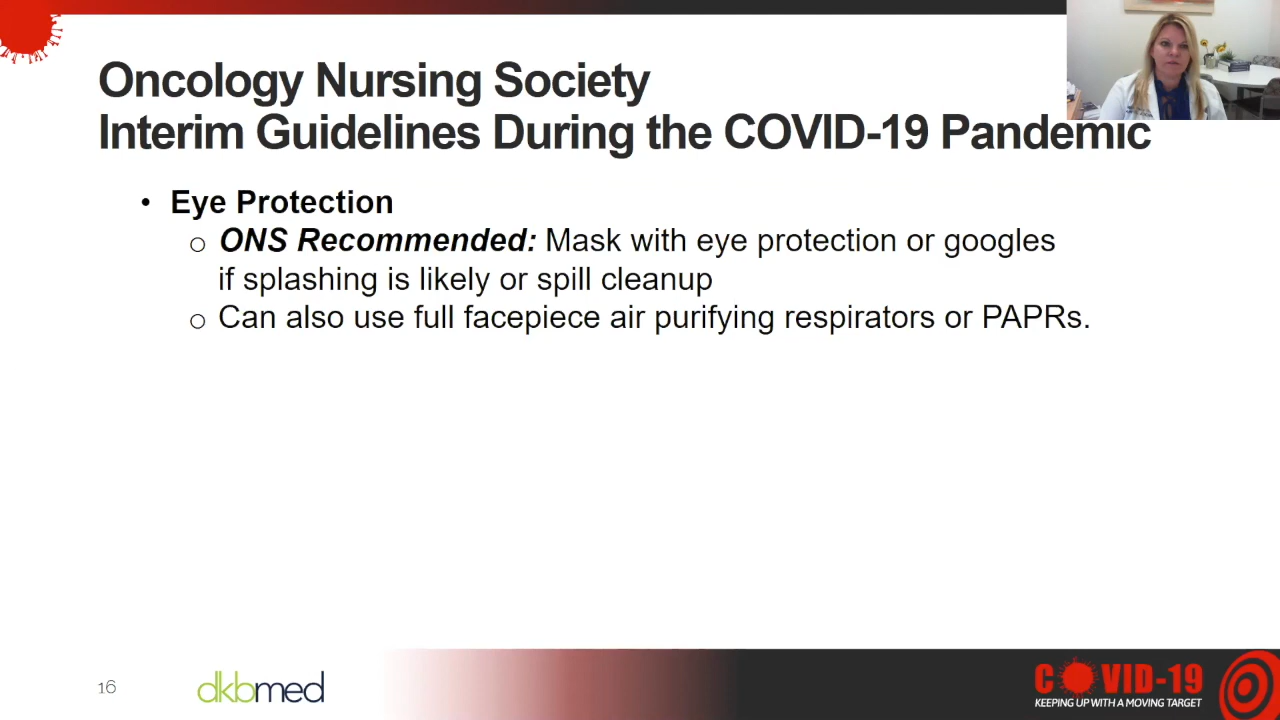 Oncology Nursing Society
Interim Guidelines During the COVID-19 Pandemic
• Eye Protection
o ONS Recommended: Mask with eye protection or googles
if splashing is likely or spill cleanup
o Can also use full facepiece air purifying respirators or PAPRs.
16
dkbmed
COVID-19
KEEPING UP WITH A MOVING TARGET